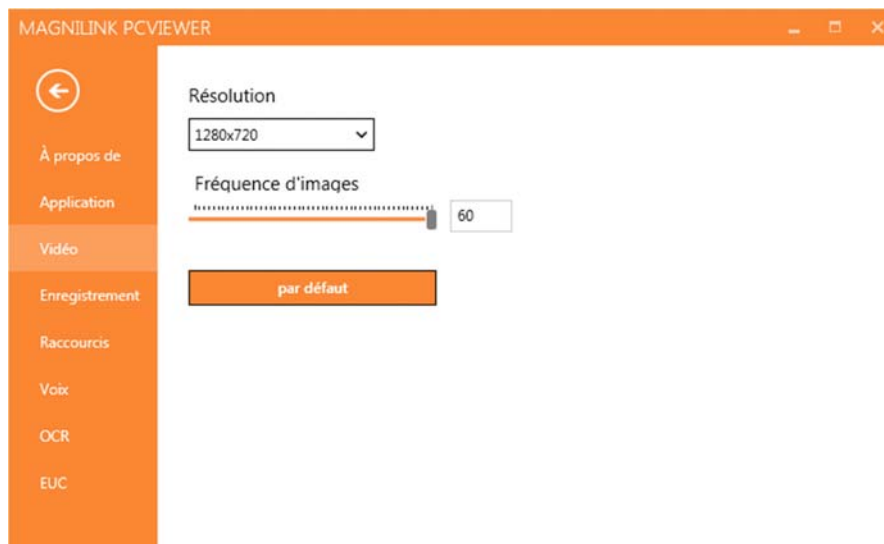 MAGNILINK PCVIEWER
À propos de
Application
Vidéo
Enregistrement
Raccourcis
Voix
OCR
EUC
Résolution
1280x720
Fréquence d'images
60
par défaut